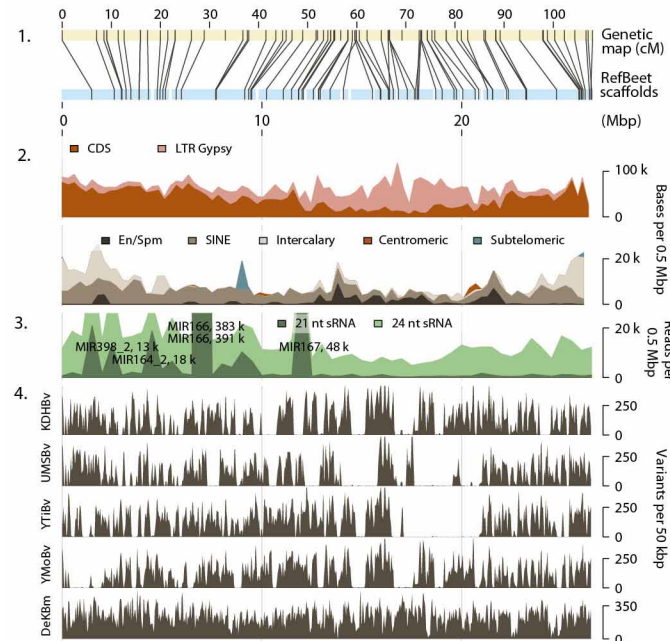 0 10 20 30 40 50 60 70 80 90 100
1.
Genetic
map (cM)
RefBeet
scaffolds
0 10 20 (Mbp)
2.
CDS LTR Gypsy
100 k
0
Bases per 0.5 Mbp
En/Spm SINE Intercalary Centromeric Subtelomeric
20 k
0
3.
MIR166, 383 k
MIR166, 391 k
21 nt sRNA 24 nt sRNA
MIR398_2, 13 k
MIR164_2, 18 k
MIR167, 48 k
20 k
0
Reads per
0.5 Mbp
4.
KDHBv
250
0
UMSBv
250
0
YTiBv
250
0
YMoBv
250
0
DeKBm
350
0
Variants per 50 kbp